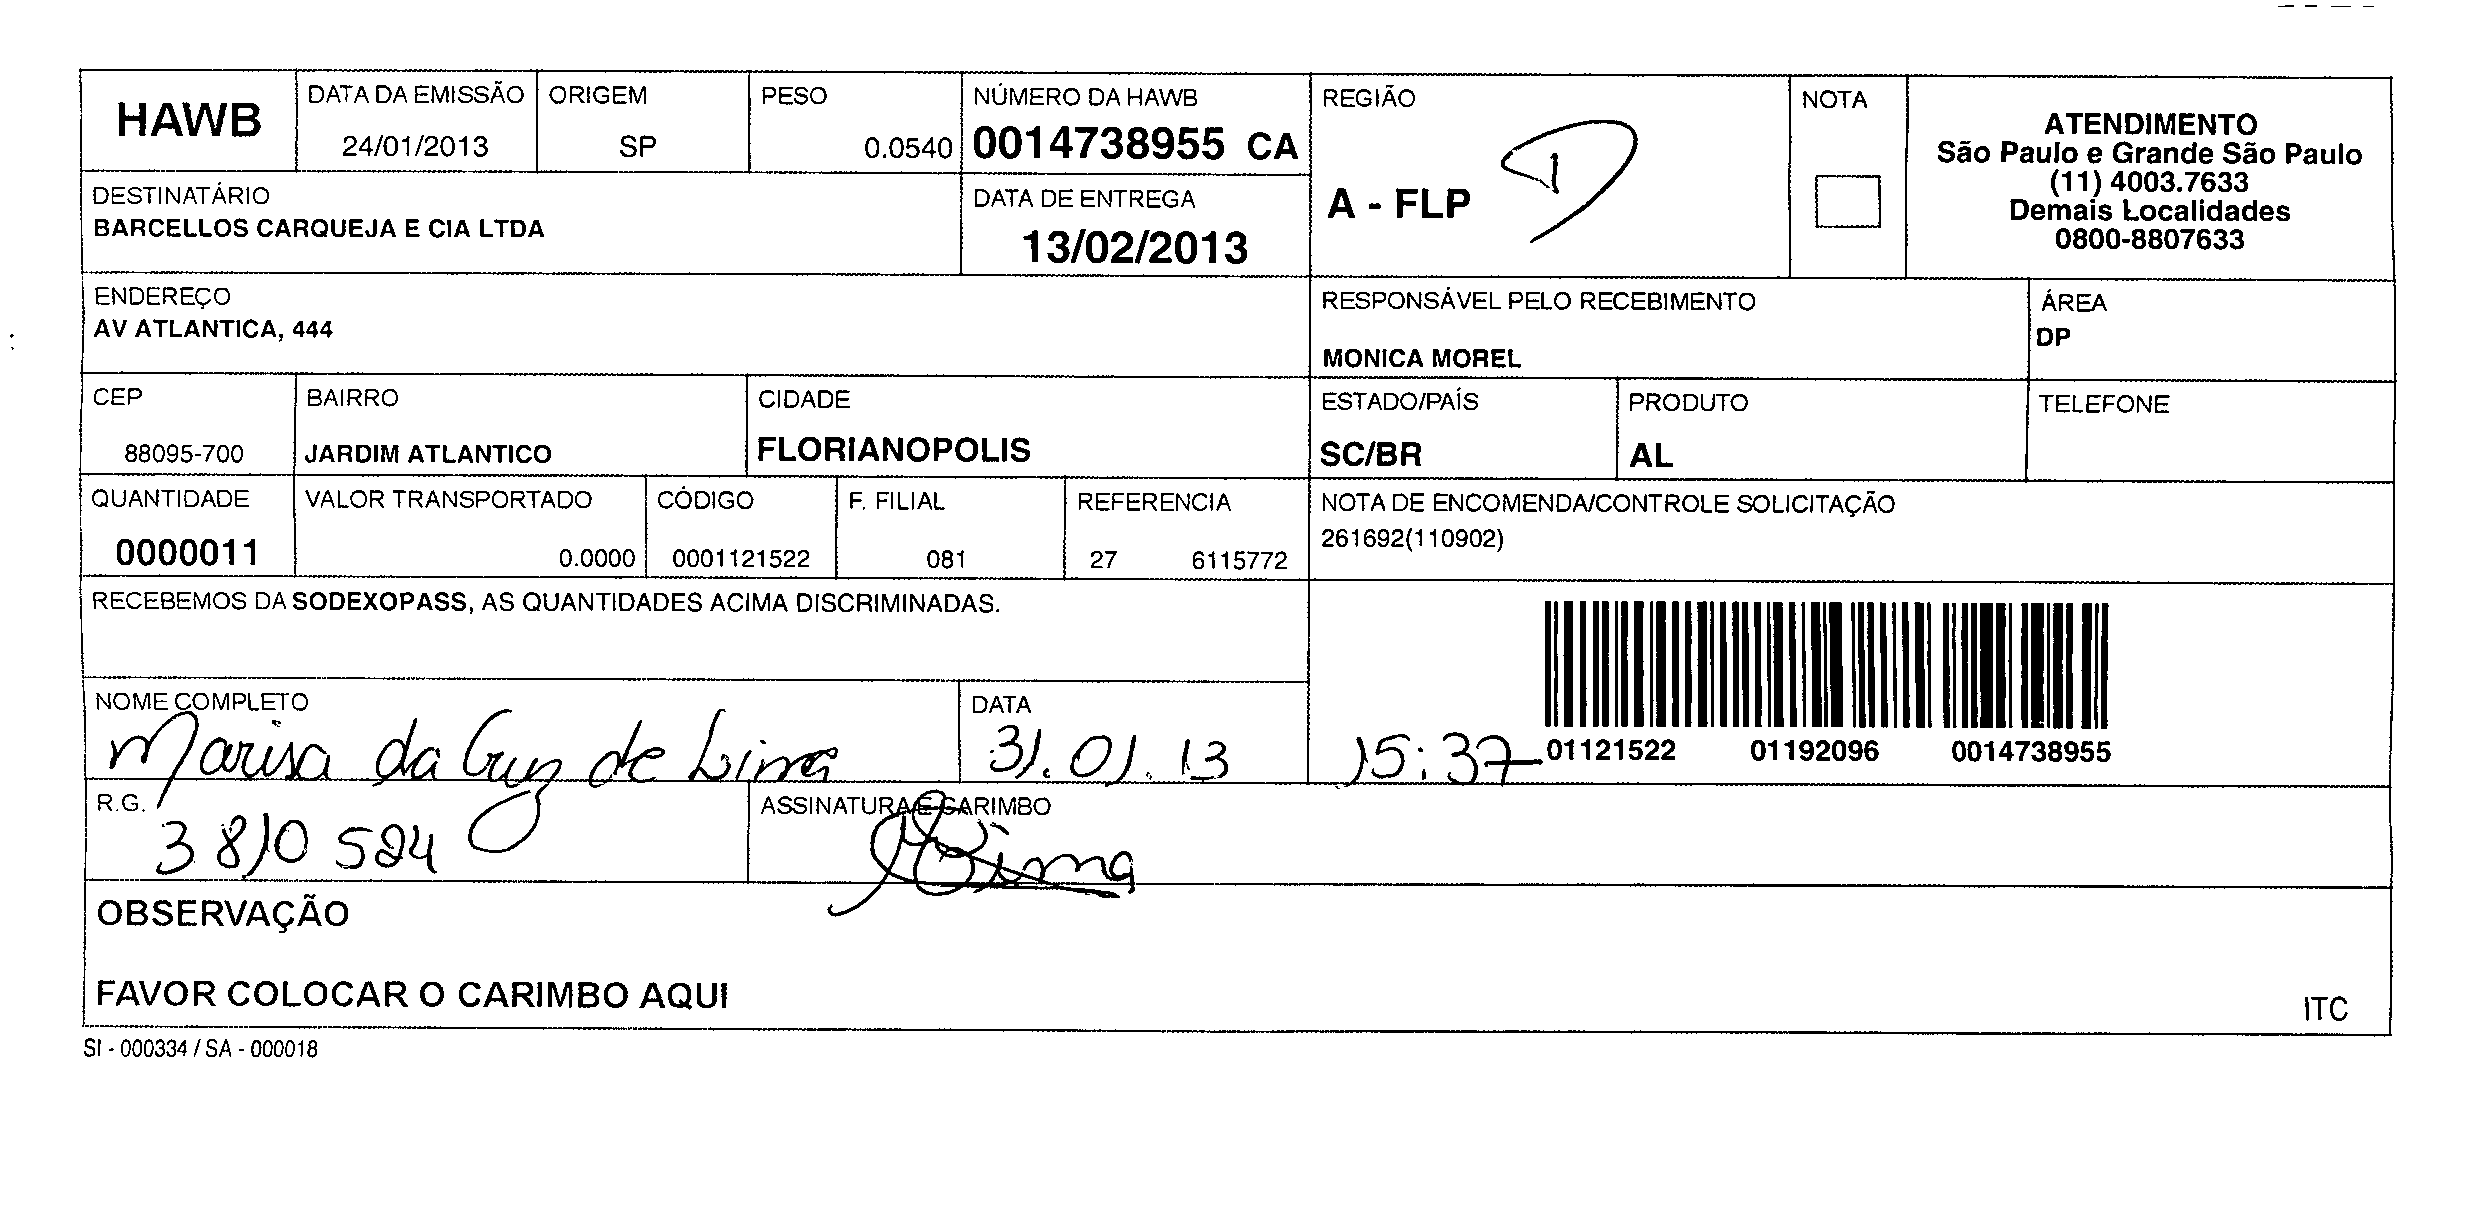 HAWB
DATA DA EMISSÃO
24/01/2013
ORIGEM
SP
PESO
0.0540
NÚMERO DA HAWB
0014738955 CA
REGIÃO
A - FLP
NOTA
ATENDIMENTO
São Paulo e Grande São Paulo
(11) 4003.7633
Demais Localidades
0800-8807633
DESTINATÁRIO
BARCELLOS CARQUEJA E CIA LTDA
DATA DE ENTREGA
13/02/2013
ENDEREÇO
AV ATLANTICA, 444
RESPONSÁVEL PELO RECEBIMENTO
MONICA MOREL
ÁREA
DP
CEP
88095-700
BAIRRO
JARDIM ATLANTICO
CIDADE
FLORIANOPOLIS
ESTADO/PAÍS
SC/BR
PRODUTO
AL
TELEFONE
QUANTIDADE
0000011
VALOR TRANSPORTADO
0.0000
CÓDIGO
0001121522
F. FILIAL
081
REFERENCIA
27 6115772
NOTA DE ENCOMENDA/CONTROLE SOLICITAÇÃO
261692(110902)
RECEBEMOS DA SODEXOPASS, AS QUANTIDADES ACIMA DISCRIMINADAS.
NOME COMPLETO
Marisa da Cruz de Lima
DATA
31.01.13
15:37
01121522 01192096 0014738955
R.G.
3810 524
ASSINATURA E CARIMBO
OBSERVAÇÃO
FAVOR COLOCAR O CARIMBO AQUI
ITC
SI - 000334 / SA - 000018